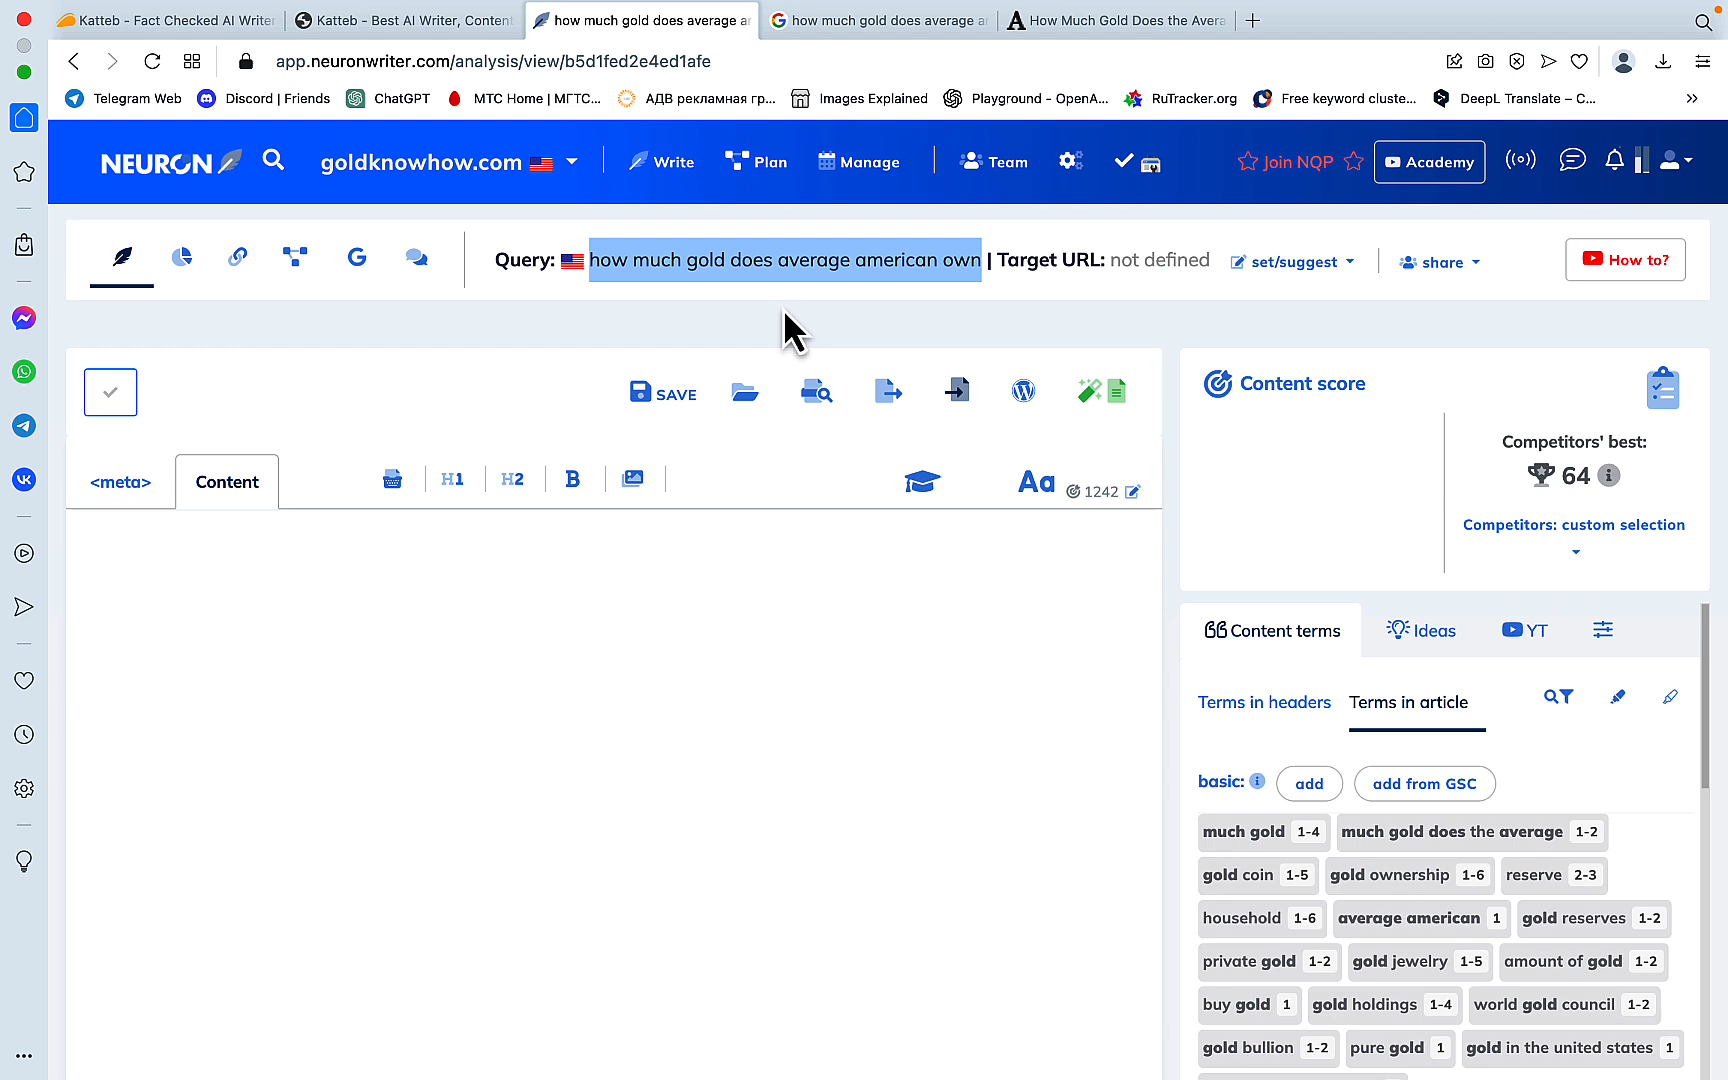 Katteb - Fact Checked AI Writer
Katteb - Best AI Writer, Content
how much gold does average ar
how much gold does average ar
How Much Gold Does the Avera
app.neuronwriter.com/analysis/view/b5d1fed2e4ed1afe
Telegram Web
Discord | Friends
ChatGPT
МТС Home | МГТС...
АДВ рекламная гр...
Images Explained
Playground - OpenA...
RuTracker.org
Free keyword cluste...
DeepL Translate – C...
NEURON
goldknowhow.com
Write
Plan
Manage
Team
Join NQP
Academy
Query: how much gold does average american own | Target URL: not defined
set/suggest
share
How to?
SAVE
<meta>
Content
H1
H2
B
Aa
1242
Content score
Competitors' best:
64
Competitors: custom selection
Content terms
Ideas
YT
Terms in headers
Terms in article
basic:
add
add from GSC
much gold 1-4
much gold does the average 1-2
gold coin 1-5
gold ownership 1-6
reserve 2-3
household 1-6
average american 1
gold reserves 1-2
private gold 1-2
gold jewelry 1-5
amount of gold 1-2
buy gold 1
gold holdings 1-4
world gold council 1-2
gold bullion 1-2
pure gold 1
gold in the united states 1